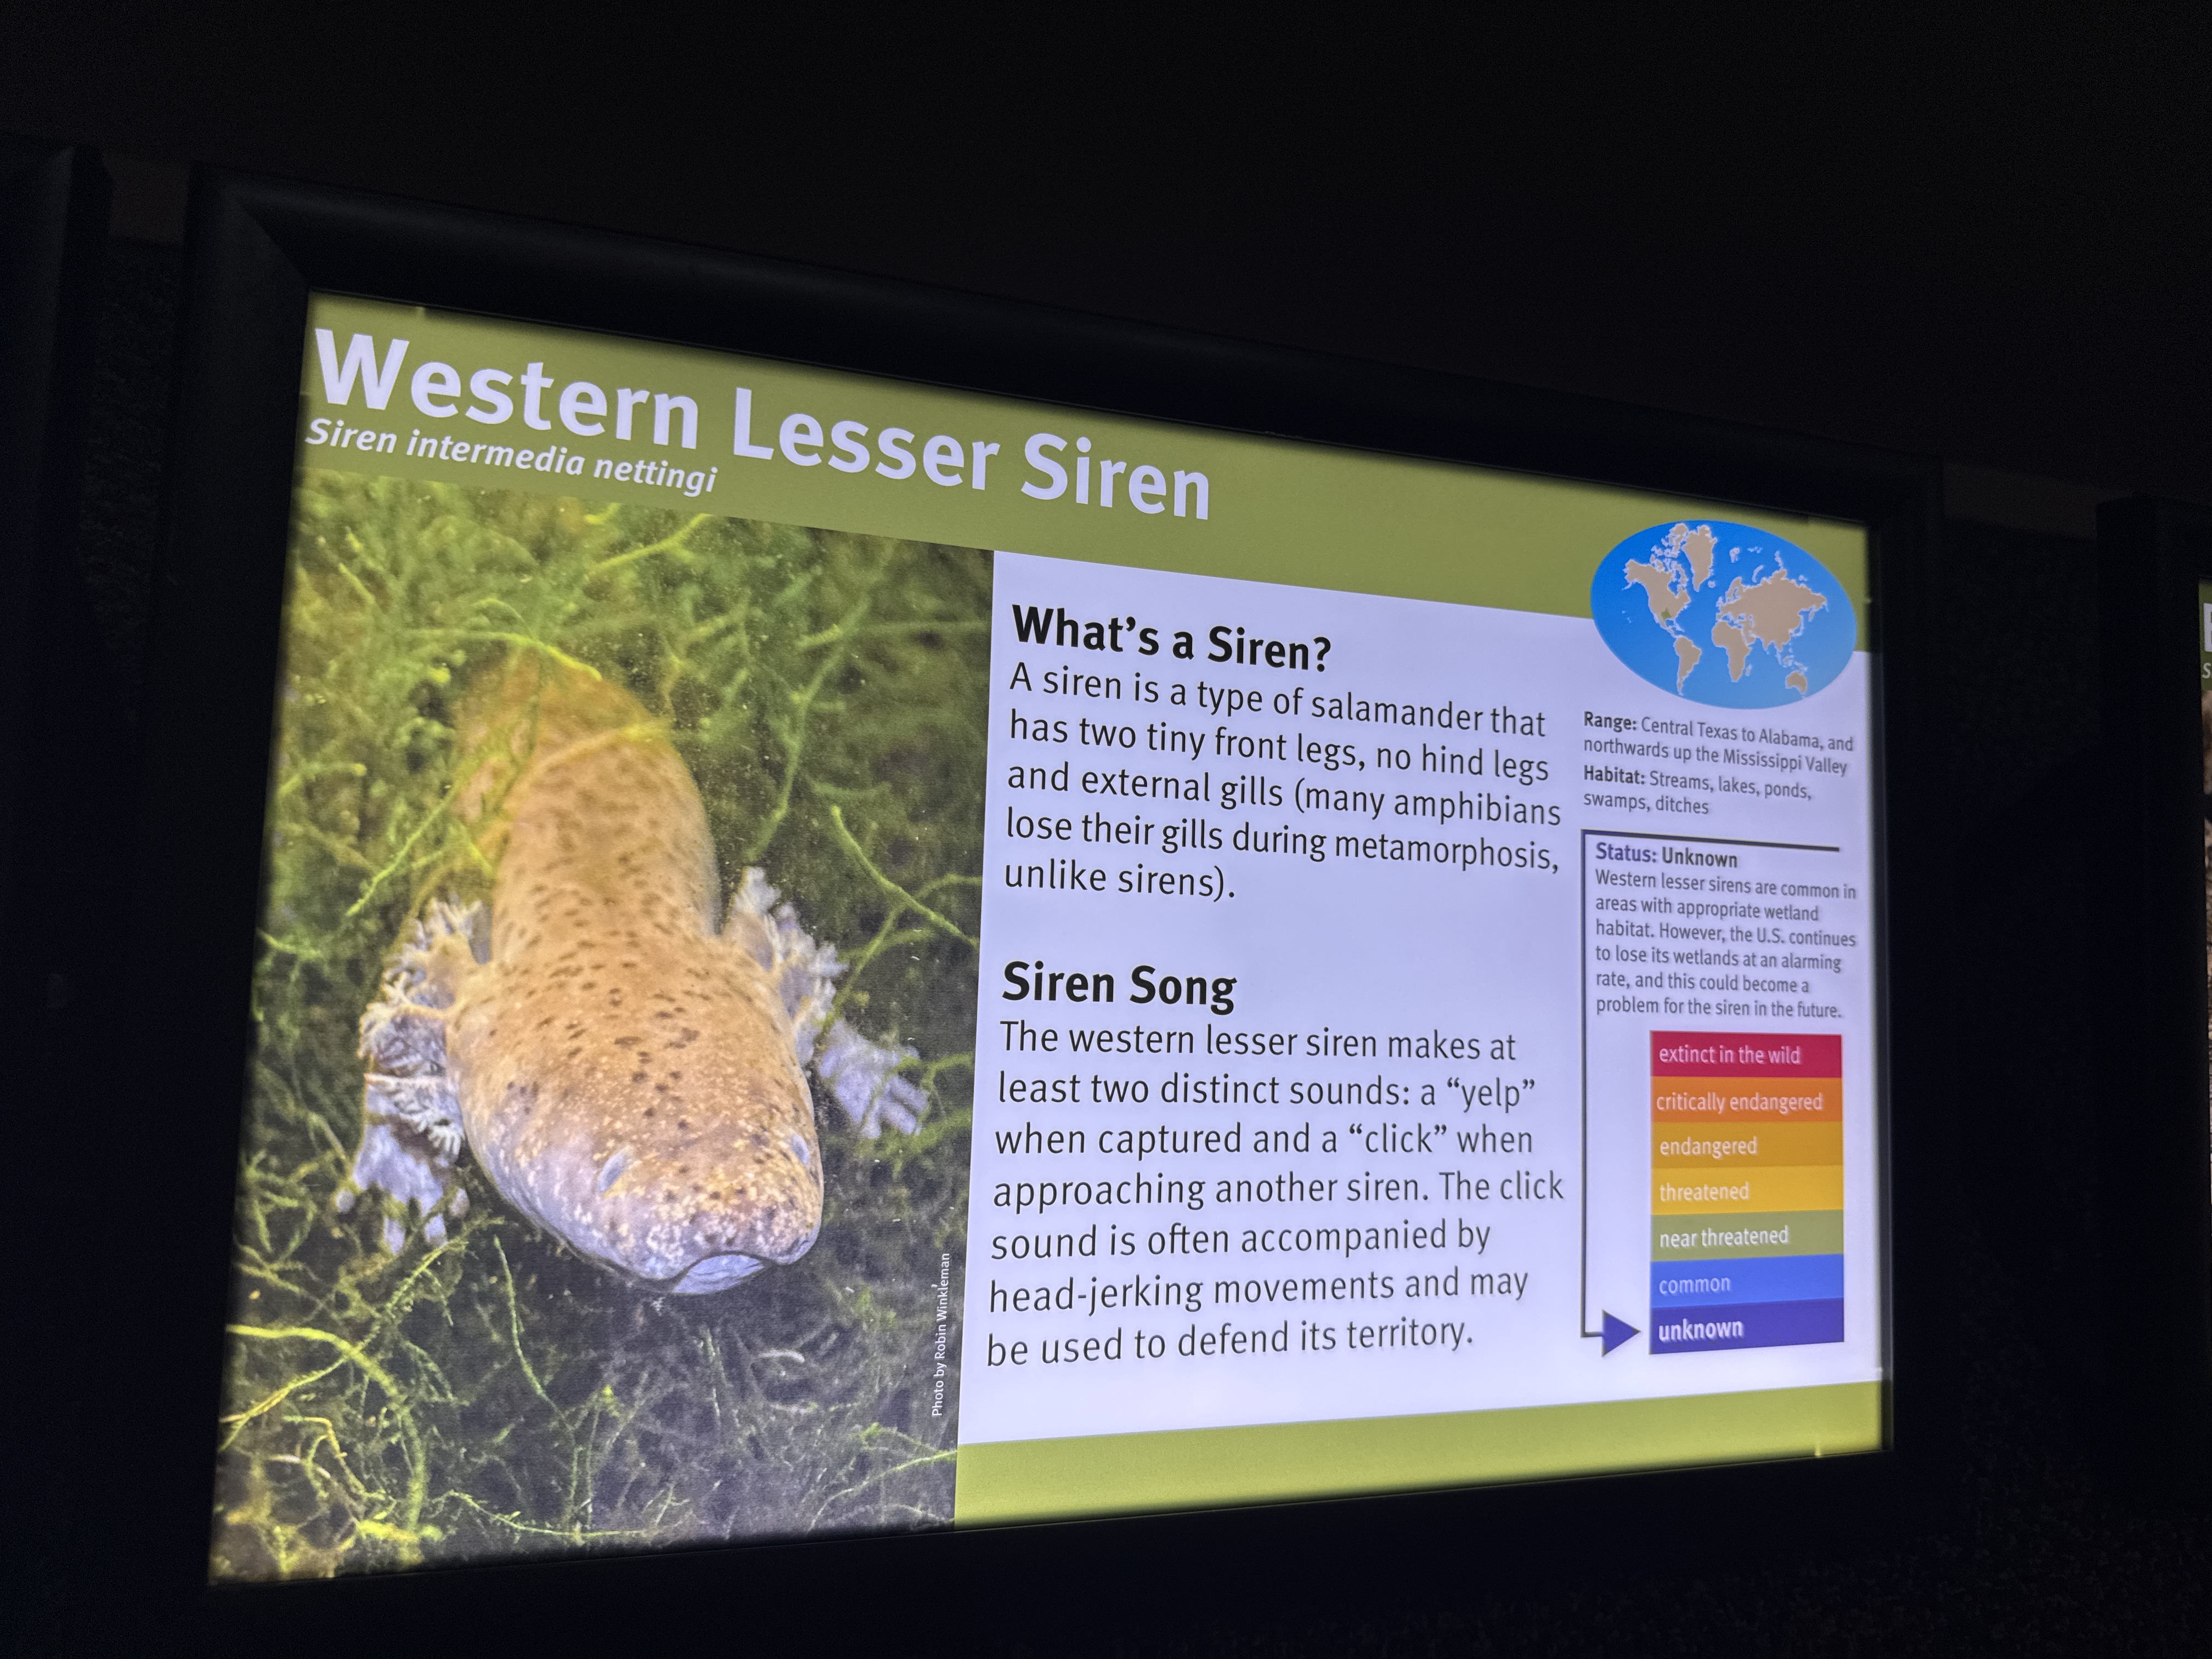 Western Lesser Siren
Siren intermedia nettingi
What's a Siren?
A siren is a type of salamander that
has two tiny front legs, no hind legs
and external gills (many amphibians
lose their gills during metamorphosis,
unlike sirens).
Siren Song
The western lesser siren makes at
least two distinct sounds: a “yelp”
when captured and a “click” when
approaching another siren. The click
sound is often accompanied by
head-jerking movements and may
be used to defend its territory.
Photo by Robin Winkleman
Range: Central Texas to Alabama, and
northwards up the Mississippi Valley
Habitat: Streams, lakes, ponds,
swamps, ditches
Status: Unknown
Western lesser sirens are common in
areas with appropriate wetland
habitat. However, the U.S. continues
to lose its wetlands at an alarming
rate, and this could become a
problem for the siren in the future.
extinct in the wild
critically endangered
endangered
threatened
near threatened
common
unknown